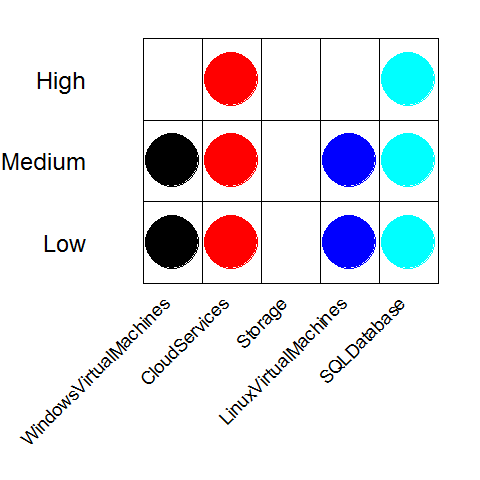 High
Medium
Low
WindowsVirtualMachines
CloudServices
Storage
LinuxVirtualMachines
SQLDatabase